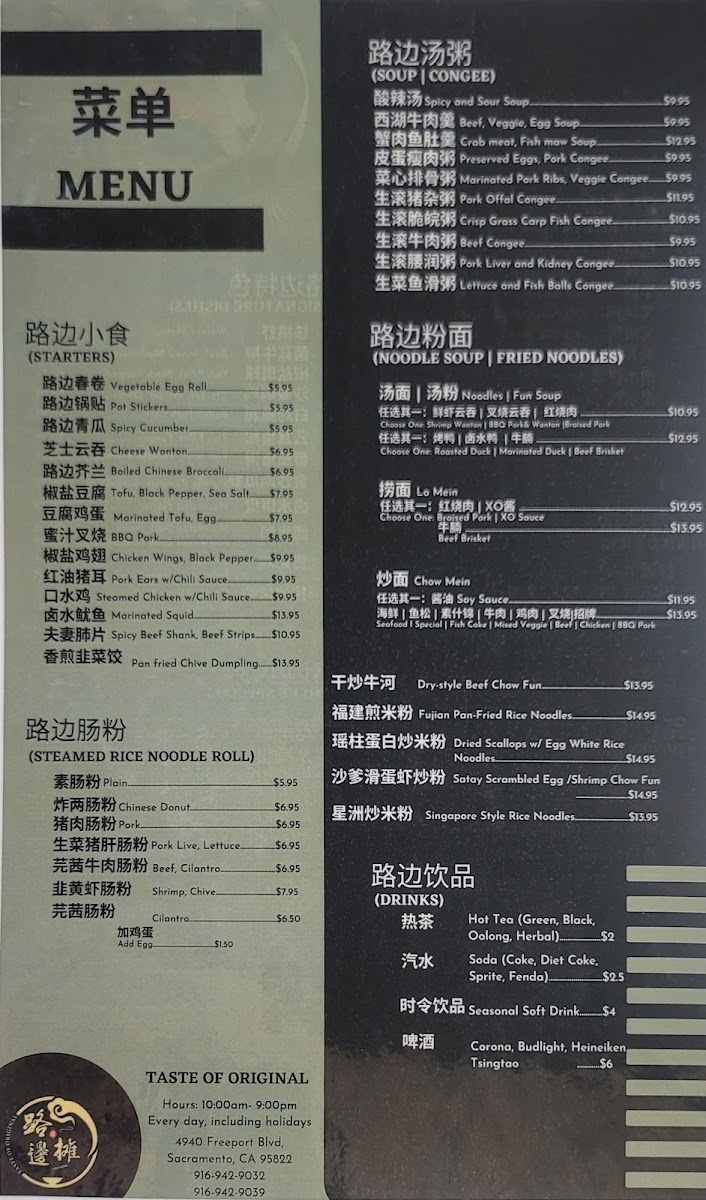 菜单
MENU
路边小食
(STARTERS)
路边春卷 Vegetable Egg Roll $5.95
路边锅贴 Pot Stickers $5.95
路边青瓜 Spicy Cucumber $5.95
芝士云吞 Cheese Wonton $6.95
路边芥兰 Boiled Chinese Broccoli $6.95
椒盐豆腐 Tofu, Black Pepper, Sea Salt $7.95
豆腐鸡蛋 Marinated Tofu, Egg $7.95
蜜汁叉烧 BBQ Pork $8.95
椒盐鸡翅 Chicken Wings, Black Pepper $9.95
红油猪耳 Pork Ears w/Chili Sauce $9.95
口水鸡 Steamed Chicken w/Chili Sauce $9.95
卤水鱿鱼 Marinated Squid $13.95
夫妻肺片 Spicy Beef Shank, Beef Strips $10.95
香煎韭菜饺 Pan fried Chive Dumpling $13.95
路边肠粉
(STEAMED RICE NOODLE ROLL)
素肠粉 Plain $5.95
炸两肠粉 Chinese Donut $6.95
猪肉肠粉 Pork $6.95
生菜猪肝肠粉 Pork Live, Lettuce $6.95
芫茜牛肉肠粉 Beef, Cilantro $6.95
韭黄虾肠粉 Shrimp, Chive $7.95
芫茜肠粉 Cilantro $6.50
加鸡蛋
Add Egg $1.50
路邊摊
TASTE OF ORIGINAL
TASTE OF ORIGINAL
Hours: 10:00am- 9:00pm
Every day, including holidays
4940 Freeport Blvd,
Sacramento, CA 95822
916-942-9032
916-942-9039
路边汤粥
(SOUP | CONGEE)
酸辣汤 Spicy and Sour Soup $9.95
西湖牛肉羹 Beef, Veggie, Egg Soup $9.95
蟹肉鱼肚羹 Crab meat, Fish maw Soup $12.95
皮蛋瘦肉粥 Preserved Eggs, Pork Congee $9.95
菜心排骨粥 Marinated Pork Ribs, Veggie Congee $9.95
生滚猪杂粥 Pork Offal Congee $11.95
生滚脆皖粥 Crisp Grass Carp Fish Congee $10.95
生滚牛肉粥 Beef Congee $9.95
生滚腰润粥 Pork Liver and Kidney Congee $10.95
生菜鱼滑粥 Lettuce and Fish Balls Congee $10.95
路边粉面
(NOODLE SOUP | FRIED NOODLES)
汤面 | 汤粉 Noodles | Fun Soup
任选其一：鲜虾云吞 | 叉烧云吞 | 红烧肉 $10.95
Choose One: Shrimp Wonton | BBQ Pork& Wonton |Braised Pork
任选其一：烤鸭 | 卤水鸭 | 牛腩 $12.95
Choose One: Roasted Duck | Marinated Duck | Beef Brisket
捞面 Lo Mein
任选其一：红烧肉 | XO酱 $12.95
Choose One: Braised Pork | XO Sauce
牛腩 $13.95
Beef Brisket
炒面 Chow Mein
任选其一：酱油 Soy Sauce $11.95
海鲜 | 鱼松 | 素什锦 | 牛肉 | 鸡肉 | 叉烧|招牌 $13.95
Seafood | Special | Fish Cake | Mixed Veggie | Beef | Chicken | BBQ Pork
干炒牛河 Dry-style Beef Chow Fun $13.95
福建煎米粉 Fujian Pan-Fried Rice Noodles $14.95
瑶柱蛋白炒米粉 Dried Scallops w/ Egg White Rice
Noodles $14.95
沙爹滑蛋虾炒粉 Satay Scrambled Egg /Shrimp Chow Fun
$14.95
星洲炒米粉 Singapore Style Rice Noodles $13.95
路边饮品
(DRINKS)
热茶 Hot Tea (Green, Black,
Oolong, Herbal) $2
汽水 Soda (Coke, Diet Coke,
Sprite, Fenda) $2.5
时令饮品 Seasonal Soft Drink $4
啤酒 Corona, Budlight, Heineken
Tsingtao $6